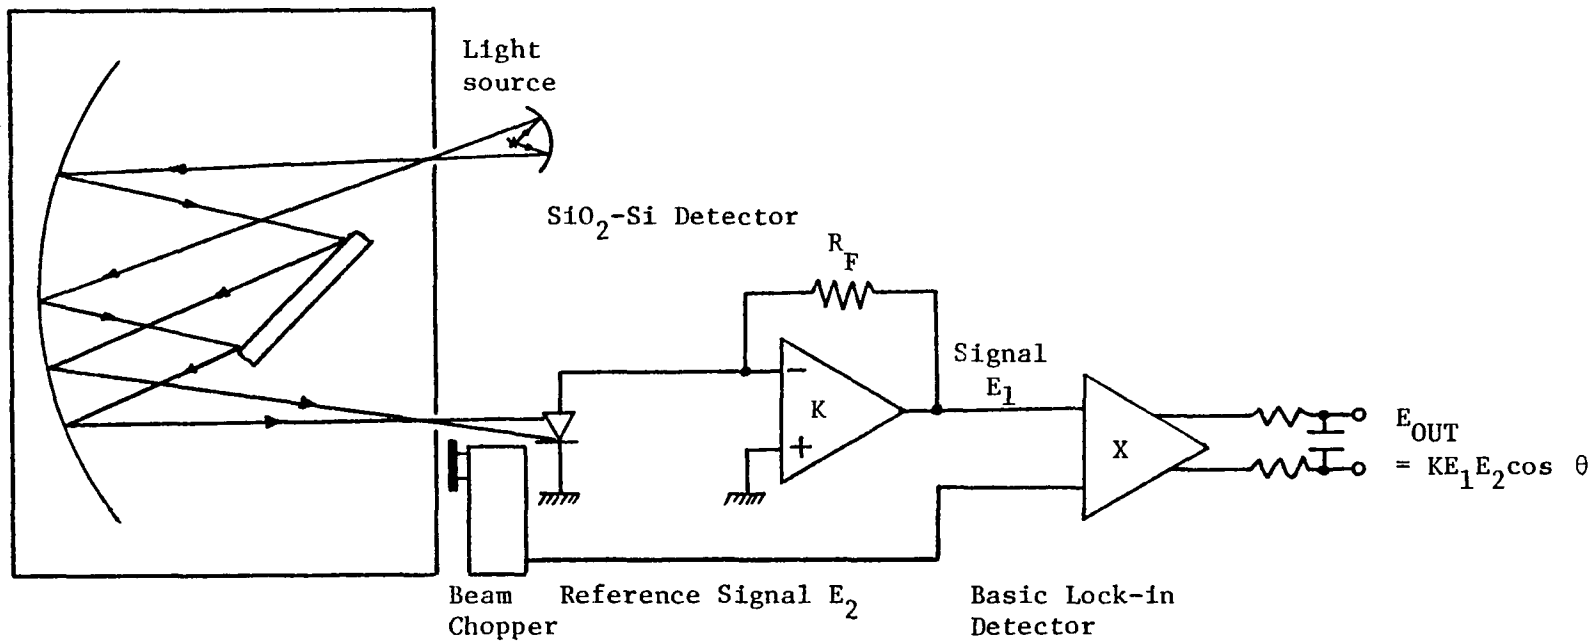 Light
source
SiO2-Si Detector
RF
Signal
E1
−
K
+
X
EOUT
= KE1E2cos θ
Beam
Chopper
Reference Signal E2
Basic Lock-in
Detector